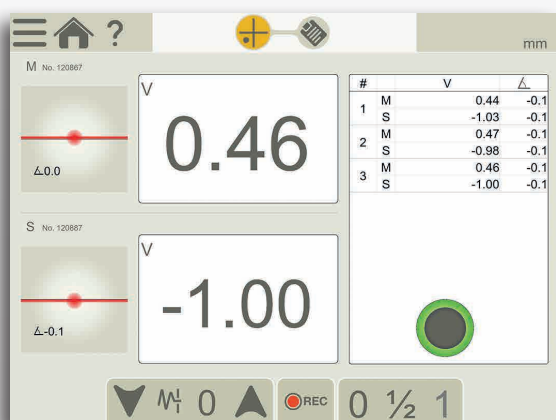 ?
mm
M No. 120867
V
0.46
∡0.0
S No. 120887
V
-1.00
∡-0.1
# V ∡
1 M 0.44 -0.1
S -1.03 -0.1
2 M 0.47 -0.1
S -0.98 -0.1
3 M 0.46 -0.1
S -1.00 -0.1
0 REC 0 ½ 1